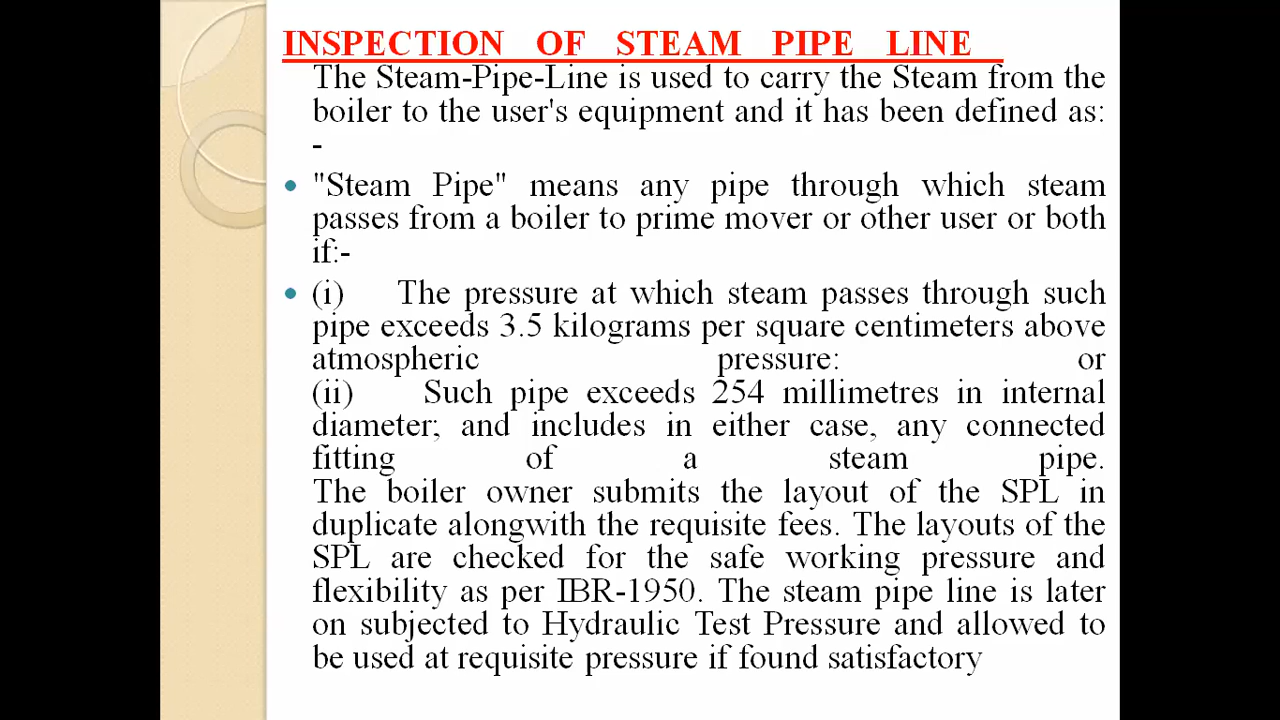 INSPECTION OF STEAM PIPE LINE
The Steam-Pipe-Line is used to carry the Steam from the
boiler to the user's equipment and it has been defined as:
-
• "Steam Pipe" means any pipe through which steam
passes from a boiler to prime mover or other user or both
if:-
• (i) The pressure at which steam passes through such
pipe exceeds 3.5 kilograms per square centimeters above
atmospheric pressure: or
(ii) Such pipe exceeds 254 millimetres in internal
diameter; and includes in either case, any connected
fitting of a steam pipe.
The boiler owner submits the layout of the SPL in
duplicate alongwith the requisite fees. The layouts of the
SPL are checked for the safe working pressure and
flexibility as per IBR-1950. The steam pipe line is later
on subjected to Hydraulic Test Pressure and allowed to
be used at requisite pressure if found satisfactory